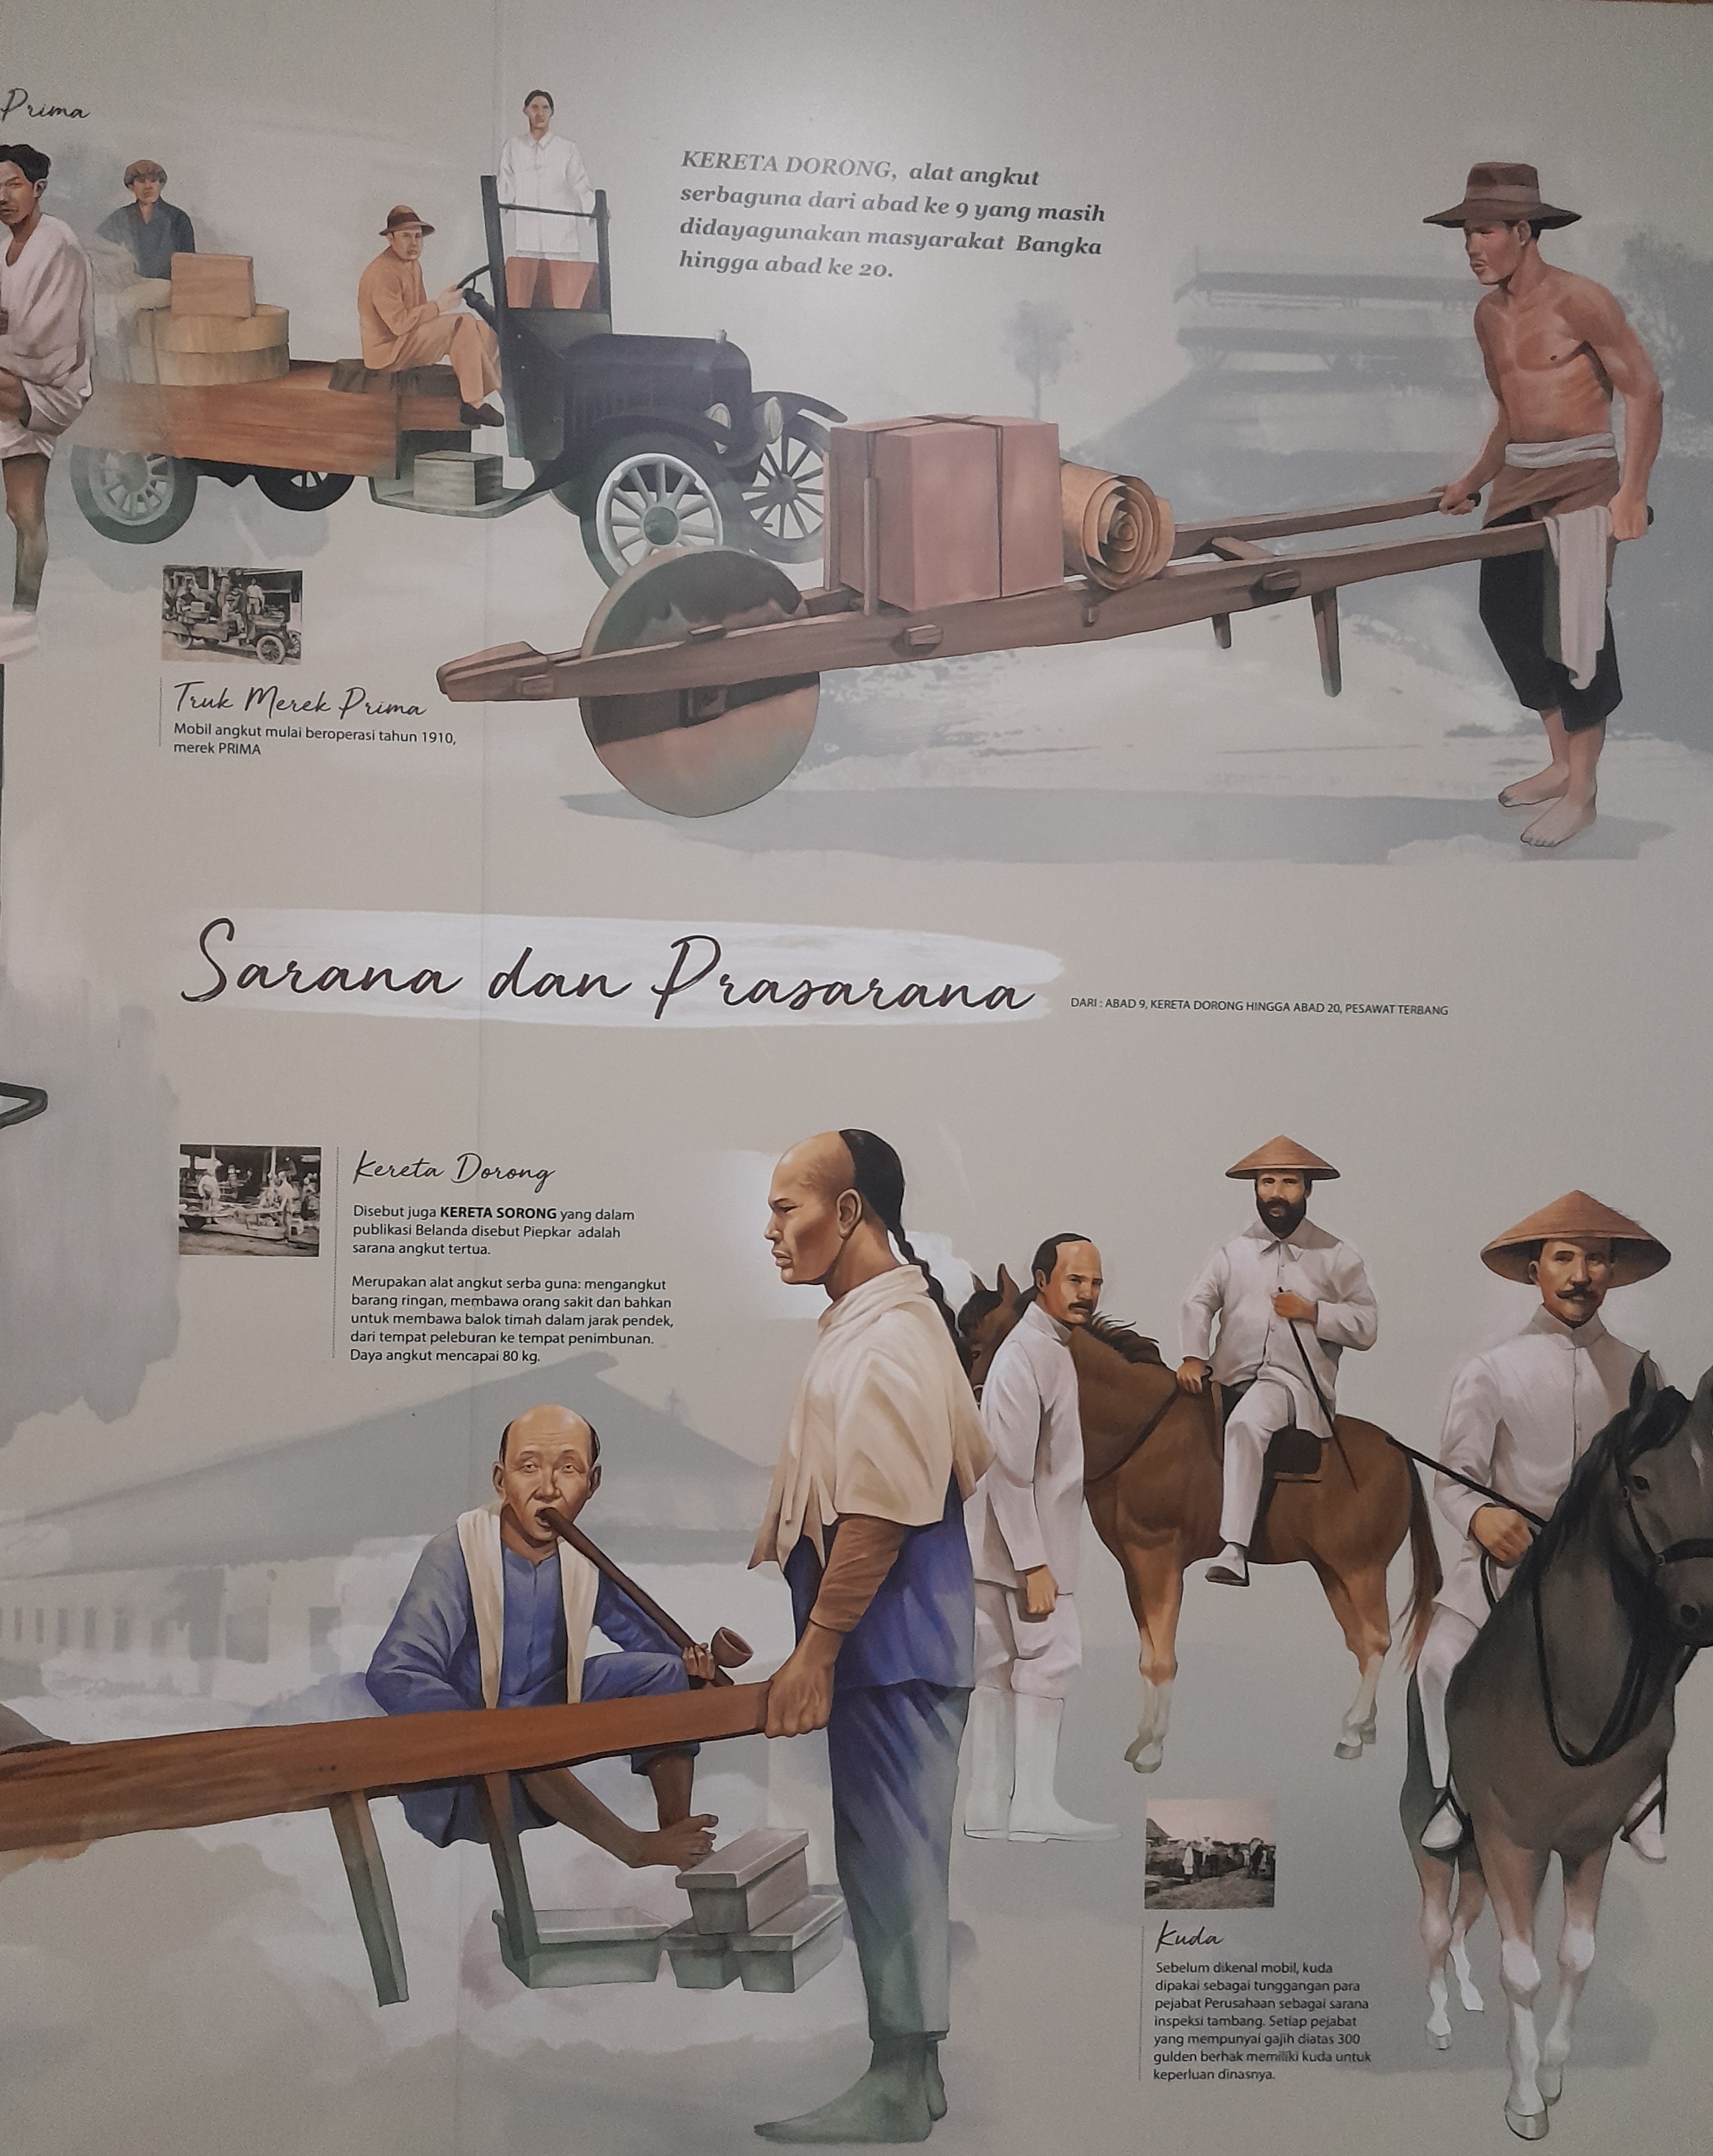 Prima
KERETA DORONG, alat angkut
serbaguna dari abad ke 9 yang masih
didayagunakan masyarakat Bangka
hingga abad ke 20.
Truk Merek Prima
Mobil angkut mulai beroperasi tahun 1910,
merek PRIMA
Sarana dan Prasarana
DARI : ABAD 9, KERETA DORONG HINGGA ABAD 20, PESAWAT TERBANG
Kereta Dorong
Disebut juga KERETA SORONG yang dalam
publikasi Belanda disebut Piepkar adalah
sarana angkut tertua.
Merupakan alat angkut serba guna: mengangkut
barang ringan, membawa orang sakit dan bahkan
untuk membawa balok timah dalam jarak pendek,
dari tempat peleburan ke tempat penimbunan.
Daya angkut mencapai 80 kg.
Kuda
Sebelum dikenal mobil, kuda
dipakai sebagai tunggangan para
pejabat Perusahaan sebagai sarana
inspeksi tambang. Setiap pejabat
yang mempunyai gajih diatas 300
gulden berhak memiliki kuda untuk
keperluan dinasnya.